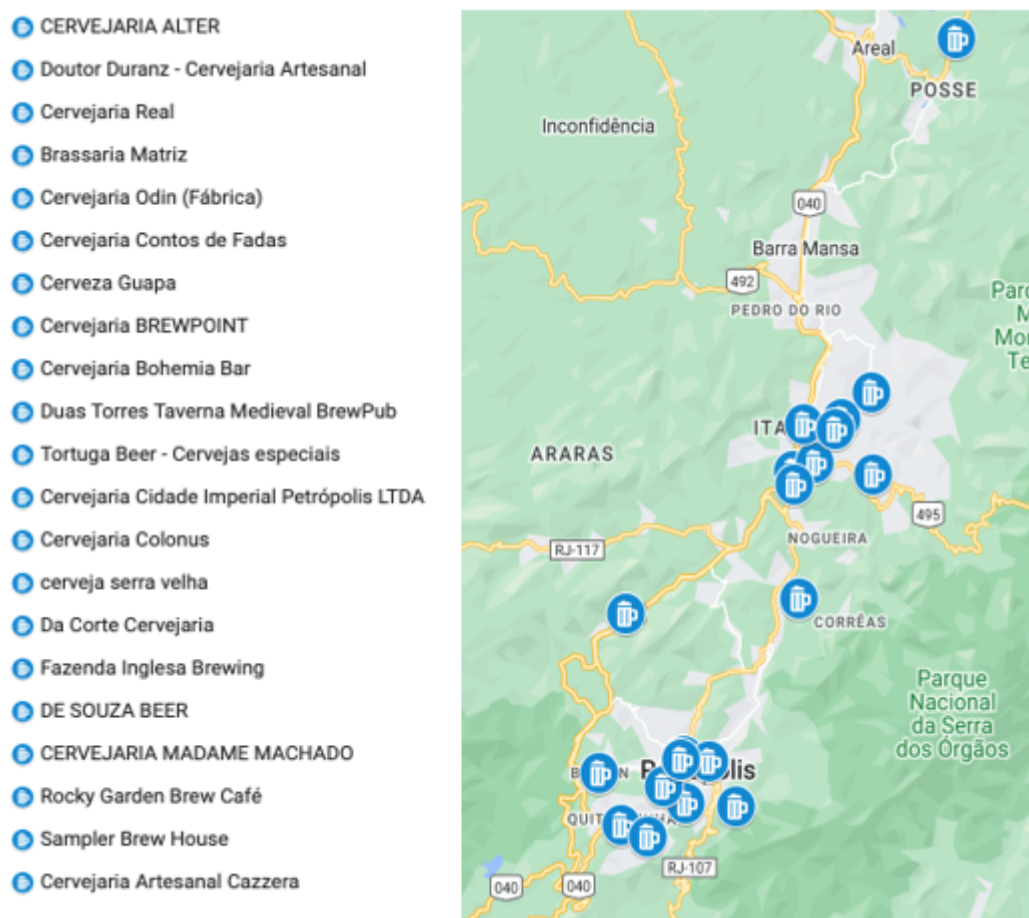 CERVEJARIA ALTER
Doutor Duranz - Cervejaria Artesanal
Cervejaria Real
Brassaria Matriz
Cervejaria Odin (Fábrica)
Cervejaria Contos de Fadas
Cerveza Guapa
Cervejaria BREWPOINT
Cervejaria Bohemia Bar
Duas Torres Taverna Medieval BrewPub
Tortuga Beer - Cervejas especiais
Cervejaria Cidade Imperial Petrópolis LTDA
Cervejaria Colonus
cerveja serra velha
Da Corte Cervejaria
Fazenda Inglesa Brewing
DE SOUZA BEER
CERVEJARIA MADAME MACHADO
Rocky Garden Brew Café
Sampler Brew House
Cervejaria Artesanal Cazzera
Areal
POSSE
Inconfidência
040
Barra Mansa
492
PEDRO DO RIO
ITA
ARARAS
495
RJ-117
NOGUEIRA
CORRÊAS
Parque
Nacional
da Serra
dos Órgãos
RJ-107
040
040